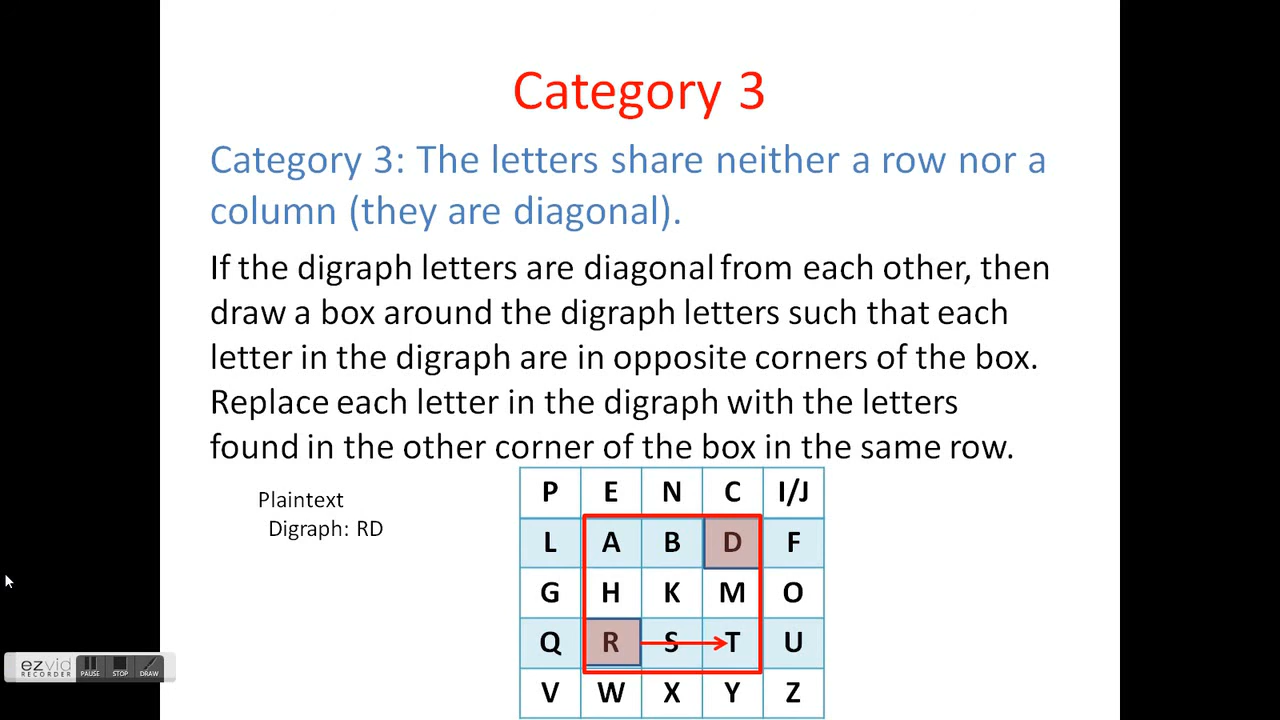 Category 3
Category 3: The letters share neither a row nor a
column (they are diagonal).
If the digraph letters are diagonal from each other, then
draw a box around the digraph letters such that each
letter in the digraph are in opposite corners of the box.
Replace each letter in the digraph with the letters
found in the other corner of the box in the same row.
Plaintext
Digraph: RD
P E N C I/J
L A B D F
G H K M O
Q R S T U
V W X Y Z
ezvid
RECORDER
PAUSE STOP DRAW